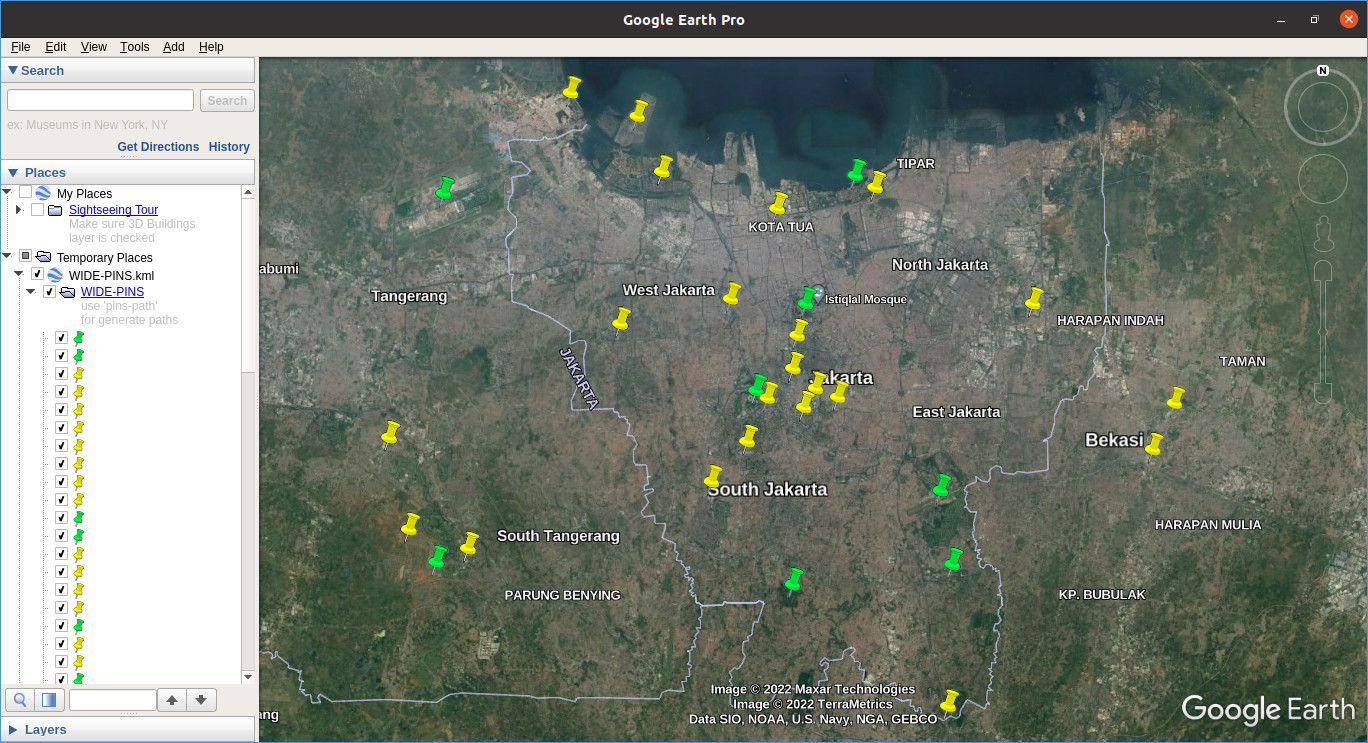 Google Earth Pro
File Edit View Tools Add Help
Search
Search
ex: Museums in New York, NY
Get Directions History
Places
My Places
Sightseeing Tour
Make sure 3D Buildings
layer is checked
Temporary Places
WIDE-PINS.kml
WIDE-PINS
use 'pins-path'
for generate paths
Layers
N
TIPAR
KOTA TUA
North Jakarta
abumi
Tangerang
West Jakarta
Istiqlal Mosque
HARAPAN INDAH
JAKARTA
TAMAN
Jakarta
East Jakarta
Bekasi
South Jakarta
HARAPAN MULIA
South Tangerang
PARUNG BENYING
KP. BUBULAK
ang
Image © 2022 Maxar Technologies
Image © 2022 TerraMetrics
Data SIO, NOAA, U.S. Navy, NGA, GEBCO
Google Earth